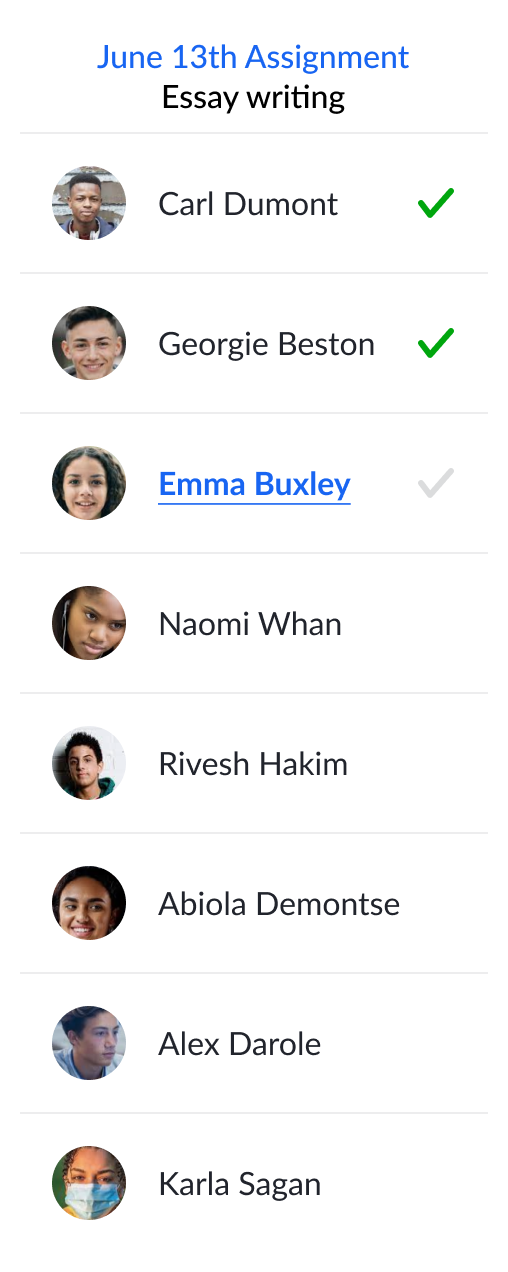 June 13th Assignment
Essay writing
Carl Dumont
Georgie Beston
Emma Buxley
Naomi Whan
Rivesh Hakim
Abiola Demontse
Alex Darole
Karla Sagan